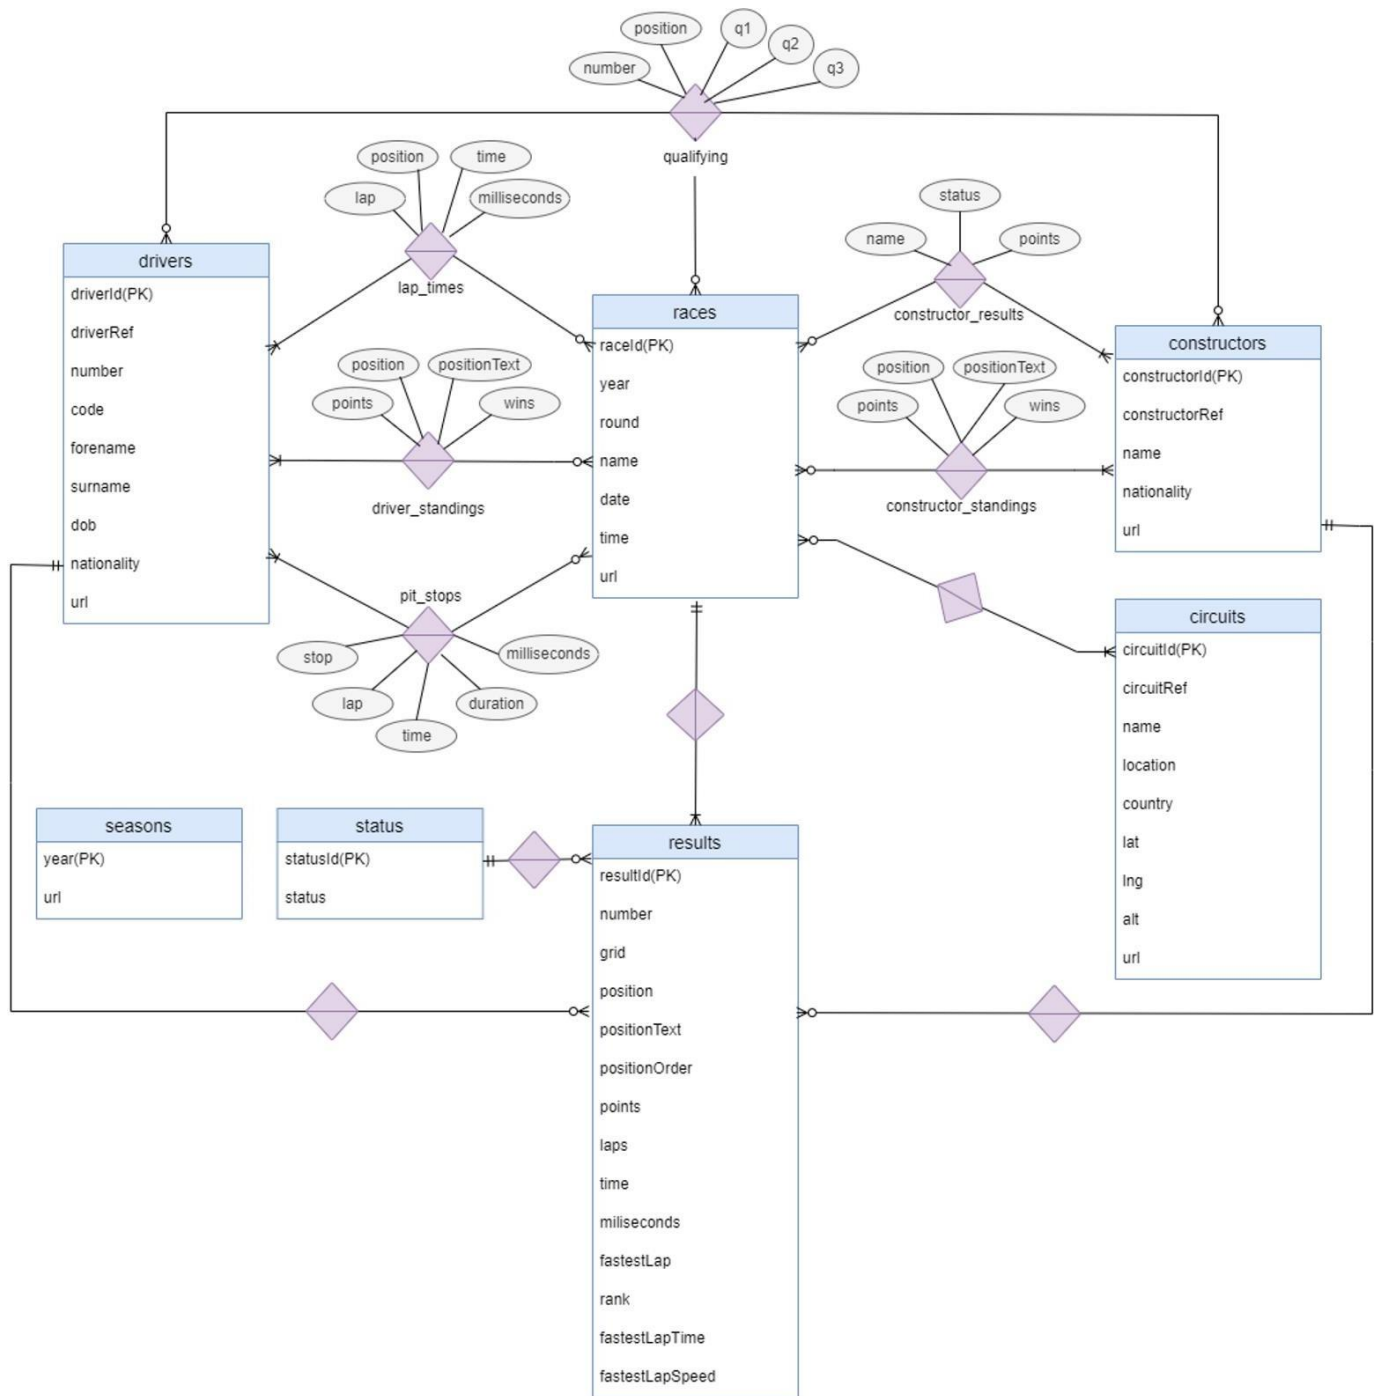 position
q1
q2
q3
number
qualifying
position
time
lap
milliseconds
lap_times
status
name
points
constructor_results
drivers
driverId(PK)
driverRef
number
code
forename
surname
dob
nationality
url
position
positionText
points
wins
driver_standings
pit_stops
stop
milliseconds
lap
duration
time
races
raceId(PK)
year
round
name
date
time
url
position
positionText
points
wins
constructor_standings
constructors
constructorId(PK)
constructorRef
name
nationality
url
circuits
circuitId(PK)
circuitRef
name
location
country
lat
lng
alt
url
seasons
year(PK)
url
status
statusId(PK)
status
results
resultId(PK)
number
grid
position
positionText
positionOrder
points
laps
time
miliseconds
fastestLap
rank
fastestLapTime
fastestLapSpeed